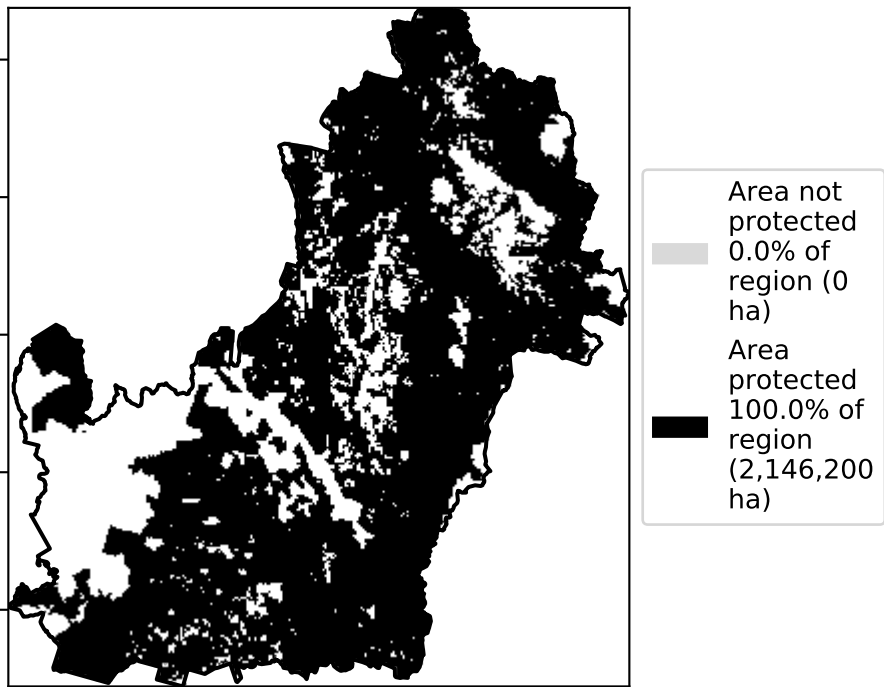 Area not
protected
0.0% of
region (0
ha)
Area
protected
100.0% of
region
(2,146,200
ha)